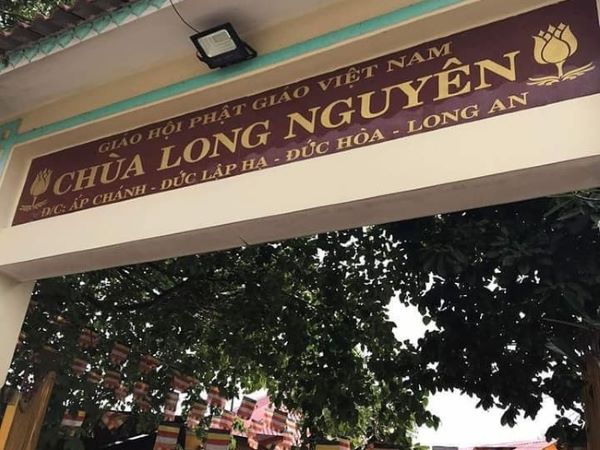 GIÁO HỘI PHẬT GIÁO VIỆT NAM
CHÙA LONG NGUYÊN
Đ/C: ẤP CHÁNH - ĐỨC LẬP HẠ - ĐỨC HÒA - LONG AN